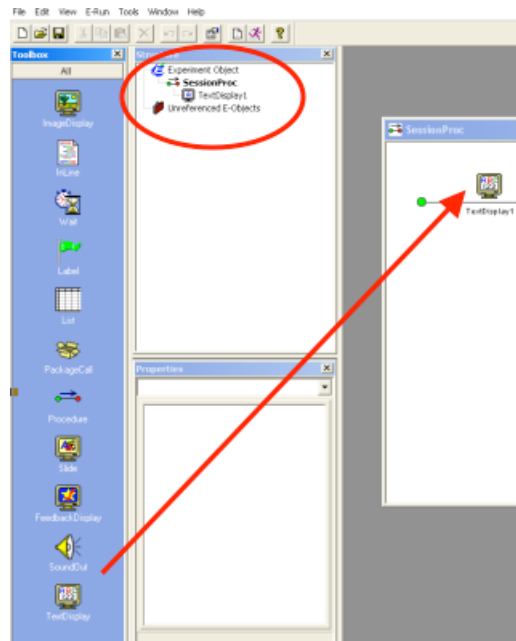 File Edit View E-Run Tools Window Help
Toolbox
Structure
All
Experiment Object
SessionProc
TextDisplay1
Unreferenced E-Objects
ImageDisplay
InLine
Wait
Label
List
PackageCall
Procedure
Slide
FeedbackDisplay
SoundOut
TextDisplay
Properties
SessionProc
TextDisplay1